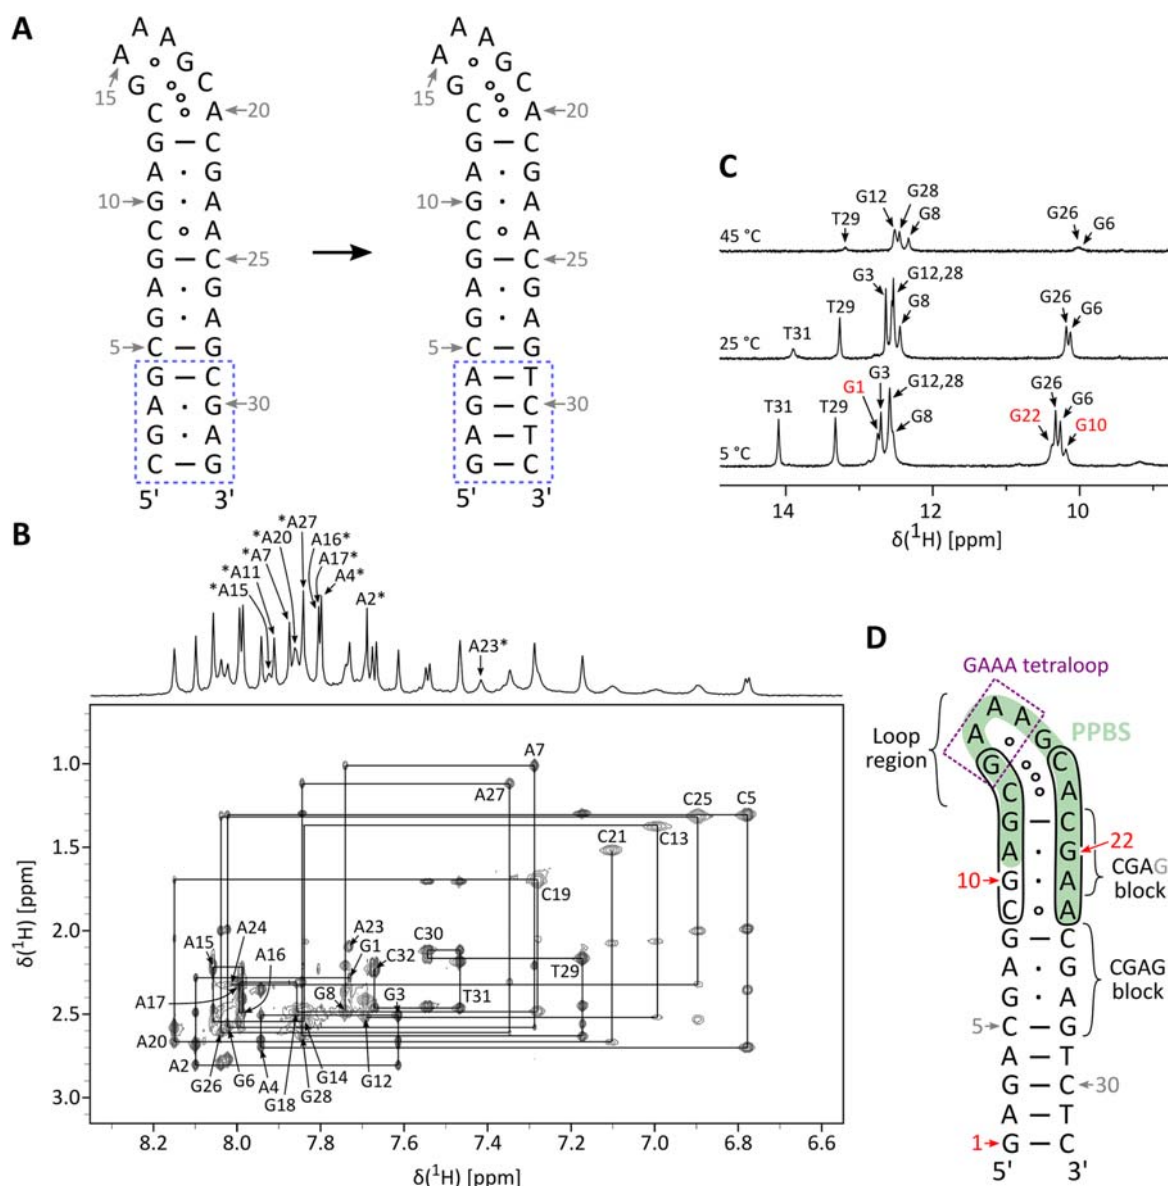 A
A
A A
A G
15 G C
C A 20
G — C
A · G
10 G · A
C A
G — C 25
A · G
G · A
5 C — G
G — C
A · G 30
G · A
C — G
5' 3'
A
A A
A G
15 G C
C A 20
G — C
A · G
10 G · A
C A
G — C 25
A · G
G · A
5 C — G
A — T
G — C 30
A — T
G — C
5' 3'
B
*A27
*A20
*A7 A16*
*A11 A17*
*A15 A4*
A2*
A23*
δ(¹H) [ppm]
1.0
1.5
2.0
2.5
3.0
A7
A27
C25 C5
C21
C13
C19
A24 A23 C30
A15 G1
A16 C32 T29
A17 G8 G3 T31
A20
A2 G14 G12
G26 G6 A4 G28
G18
8.2 8.0 7.8 7.6 7.4 7.2 7.0 6.8 6.6
δ(¹H) [ppm]
C
G28
G12 G8
45 °C T29 G26 G6
G3 G12,28
25 °C T31 T29 G8 G26 G6
G3
G1 G12,28 G26
5 °C T31 T29 G8 G22 G6 G10
14 12 10
δ(¹H) [ppm]
D
GAAA tetraloop
PPBS
Loop
region
A A
A G
G C
C A
G — C
A · G 22
10 G · A
C A
CGAG
block
G — C
A · G
G · A
5 C — G
CGAG
block
A — T
G — C 30
A — T
1 G — C
5' 3'